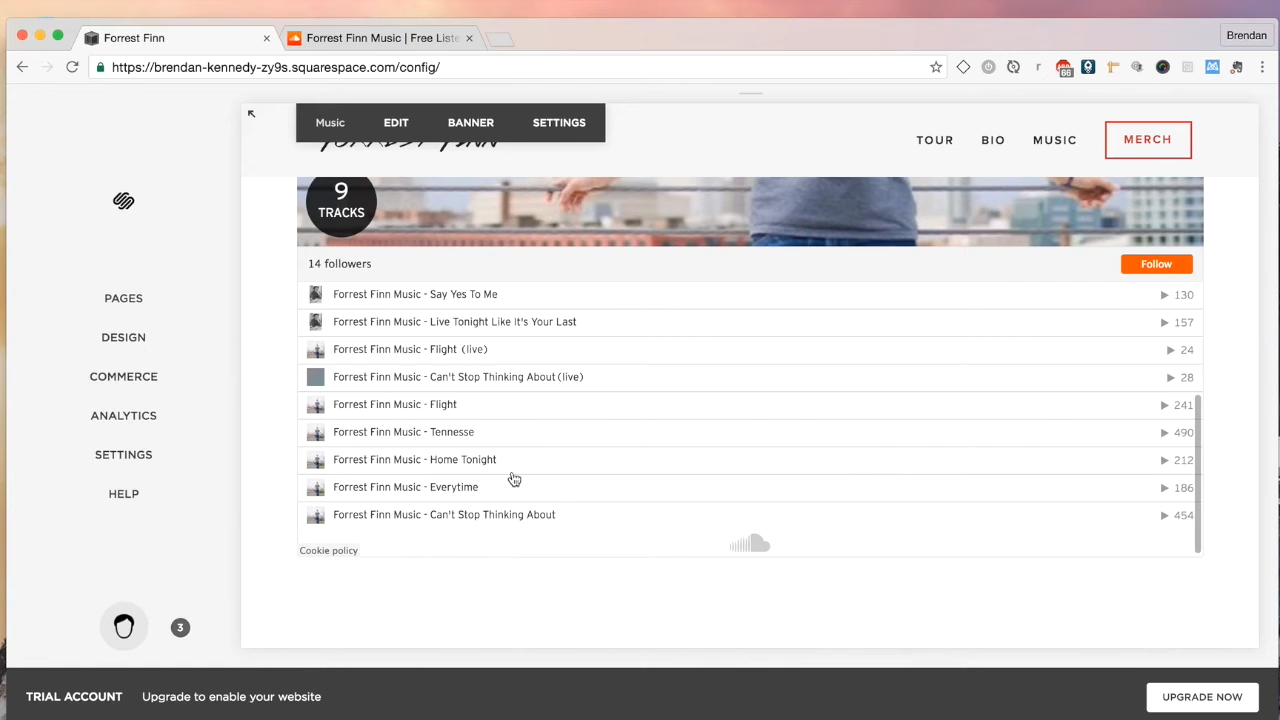 Forrest Finn
Forrest Finn Music | Free Liste
Brendan
https://brendan-kennedy-zy9s.squarespace.com/config/
r
66
Music EDIT BANNER SETTINGS
FORREST FINN
TOUR BIO MUSIC MERCH
9
TRACKS
14 followers
Follow
Forrest Finn Music - Say Yes To Me 130
Forrest Finn Music - Live Tonight Like It's Your Last 157
Forrest Finn Music - Flight (live) 24
Forrest Finn Music - Can't Stop Thinking About (live) 28
Forrest Finn Music - Flight 241
Forrest Finn Music - Tennesse 490
Forrest Finn Music - Home Tonight 212
Forrest Finn Music - Everytime 186
Forrest Finn Music - Can't Stop Thinking About 454
Cookie policy
PAGES
DESIGN
COMMERCE
ANALYTICS
SETTINGS
HELP
3
TRIAL ACCOUNT Upgrade to enable your website UPGRADE NOW